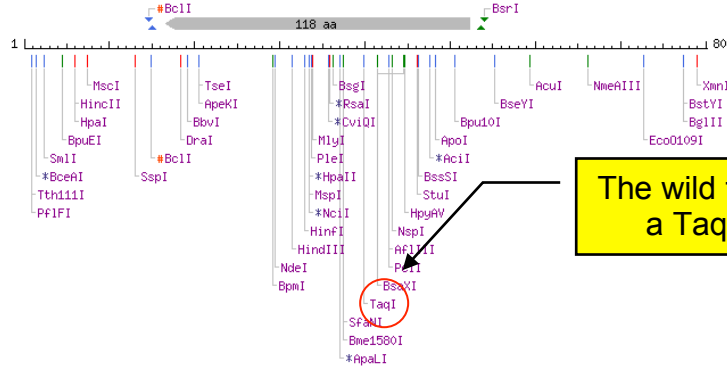 #BclI
BsrI
118 aa
1
80
MscI
TseI
BsgI
AcuI
NmeAIII
XmnI
HincII
ApeKI
*RsaI
BseYI
BstYI
HpaI
BbvI
*CviQI
Bpu10I
BglII
BpuEI
DraI
MlyI
ApoI
EcoO109I
SmlI
#BclI
PleI
*AciI
*BceAI
SspI
*HpaII
BssSI
Tth111I
MspI
StuI
PflFI
*NciI
HpyAV
HinfI
NspI
HindIII
AflIII
NdeI
PciI
BpmI
BsaXI
TaqI
SfaNI
Bme1580I
*ApaLI
The wild
a Taq